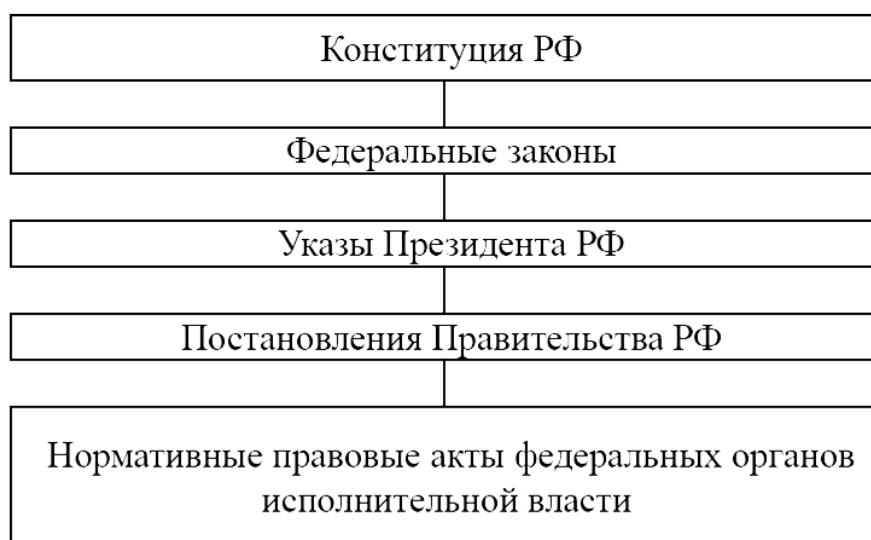 Конституция РФ
Федеральные законы
Указы Президента РФ
Постановления Правительства РФ
Нормативные правовые акты федеральных органов
исполнительной власти